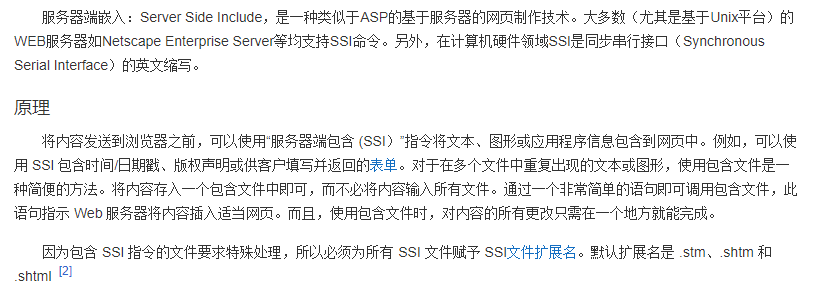 服务器端嵌入：Server Side Include，是一种类似于ASP的基于服务器的网页制作技术。大多数（尤其是基于Unix平台）的
WEB服务器如Netscape Enterprise Server等均支持SSI命令。另外，在计算机硬件领域SSI是同步串行接口（Synchronous
Serial Interface）的英文缩写。
原理
将内容发送到浏览器之前，可以使用“服务器端包含 (SSI）”指令将文本、图形或应用程序信息包含到网页中。例如，可以使
用 SSI 包含时间/日期戳、版权声明或供客户填写并返回的表单。对于在多个文件中重复出现的文本或图形，使用包含文件是一
种简便的方法。将内容存入一个包含文件中即可，而不必将内容输入所有文件。通过一个非常简单的语句即可调用包含文件，此
语句指示 Web 服务器将内容插入适当网页。而且，使用包含文件时，对内容的所有更改只需在一个地方就能完成。
因为包含 SSI 指令的文件要求特殊处理，所以必须为所有 SSI 文件赋予 SSI文件扩展名。默认扩展名是 .stm、.shtm 和
.shtml [2]